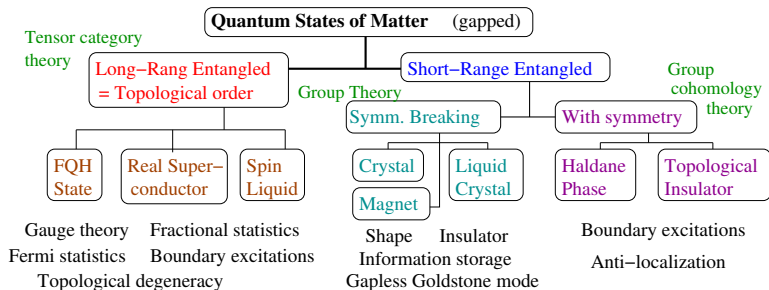 Quantum States of Matter (gapped)
Tensor category
theory
Long-Rang Entangled
= Topological order
Short-Range Entangled
Group
cohomology
theory
Group Theory
Symm. Breaking
With symmetry
FQH
State
Real Super-
conductor
Spin
Liquid
Crystal
Liquid
Crystal
Magnet
Haldane
Phase
Topological
Insulator
Gauge theory Fractional statistics
Fermi statistics Boundary excitations
Topological degeneracy
Shape Insulator
Information storage
Gapless Goldstone mode
Boundary excitations
Anti-localization